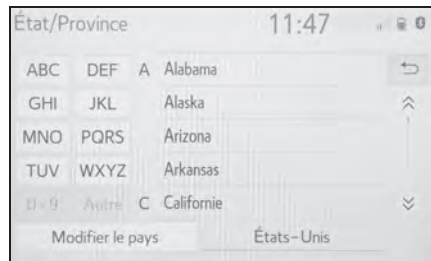 État/Province 11:47
ABC DEF A Alabama
GHI JKL Alaska
MNO PQRS Arizona
TUV WXYZ Arkansas
0-9 Autre C Californie
Modifier le pays États-Unis